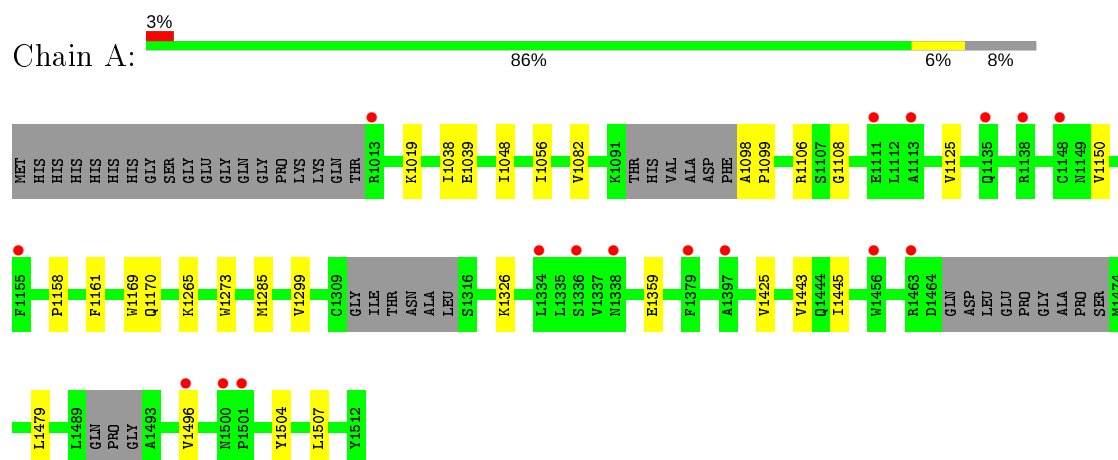 3%
Chain A:
86% 6% 8%
MET HIS HIS HIS HIS HIS HIS GLY SER GLY GLU GLY GLN GLY PRO LYS LYS GLN THR R1013 K1019 I1038 E1039 I1048 I1056 V1082 K1091 THR HIS VAL ALA ASP PHE A1098 P1099 R1106 S1107 G1108 E1111 L1112 A1113 V1125 Q1135 R1138 C1148 N1149 V1150
F1155 P1158 F1161 W1169 Q1170 K1265 W1273 M1285 V1299 C1309 GLY ILE THR ASN ALA LEU S1316 K1326 L1334 L1335 S1336 V1337 N1338 E1359 F1379 A1397 V1425 V1443 Q1444 I1445 W1456 R1463 D1464 GLN ASP LEU GLU PRO GLY ALA PRO SER M1474
L1479 L1489 GLN PRO GLY A1493 V1496 N1500 P1501 Y1504 L1507 Y1512